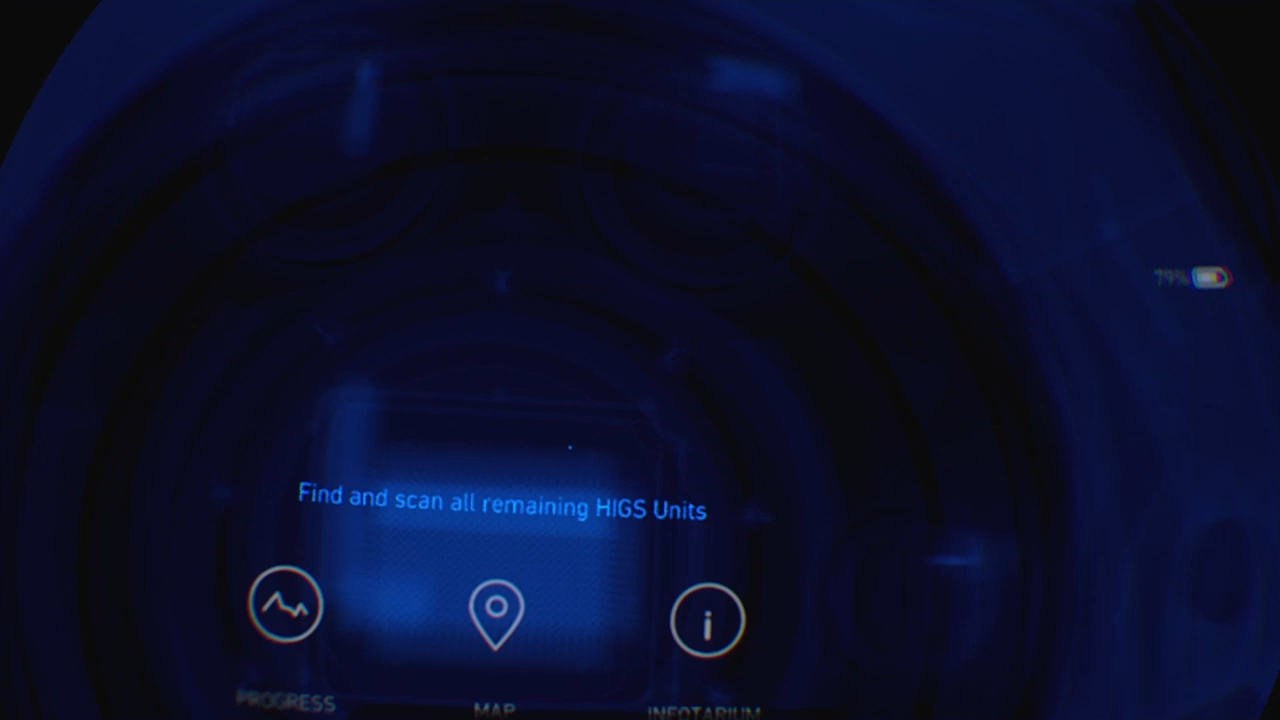 79%
Find and scan all remaining HIGS Units
PROGRESS
MAP
INFOTARIUM